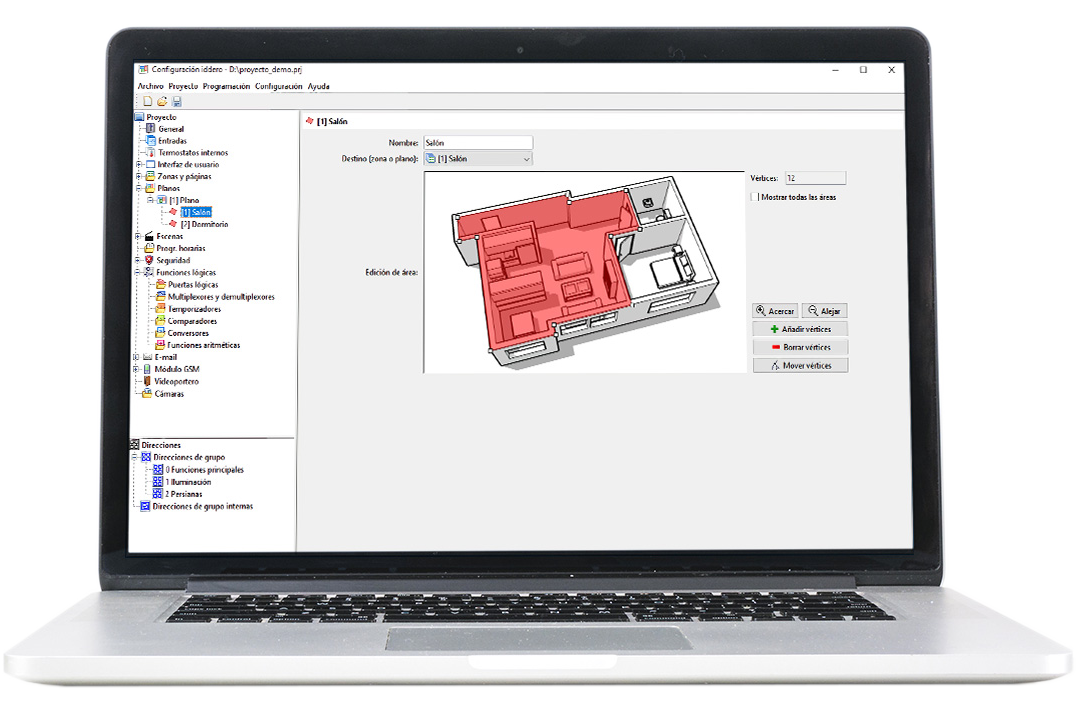 Configuración iddero - D:\proyecto_demo.prj
Archivo Proyecto Programación Configuración Ayuda
Proyecto
General
Entradas
Termostatos internos
Interfaz de usuario
Zonas y páginas
Planos
[1] Plano
[1] Salón
[2] Dormitorio
Escenas
Progr. horarias
Seguridad
Funciones lógicas
Puertas lógicas
Multiplexores y demultiplexores
Temporizadores
Comparadores
Conversores
Funciones aritméticas
E-mail
Módulo GSM
Videoportero
Cámaras
Direcciones
Direcciones de grupo
0 Funciones principales
1 Iluminación
2 Persianas
Direcciones de grupo internas
[1] Salón
Nombre: Salón
Destino (zona o plano): [1] Salón
Edición de área:
Vértices: 12
Mostrar todas las áreas
Acercar Alejar
Añadir vértices
Borrar vértices
Mover vértices